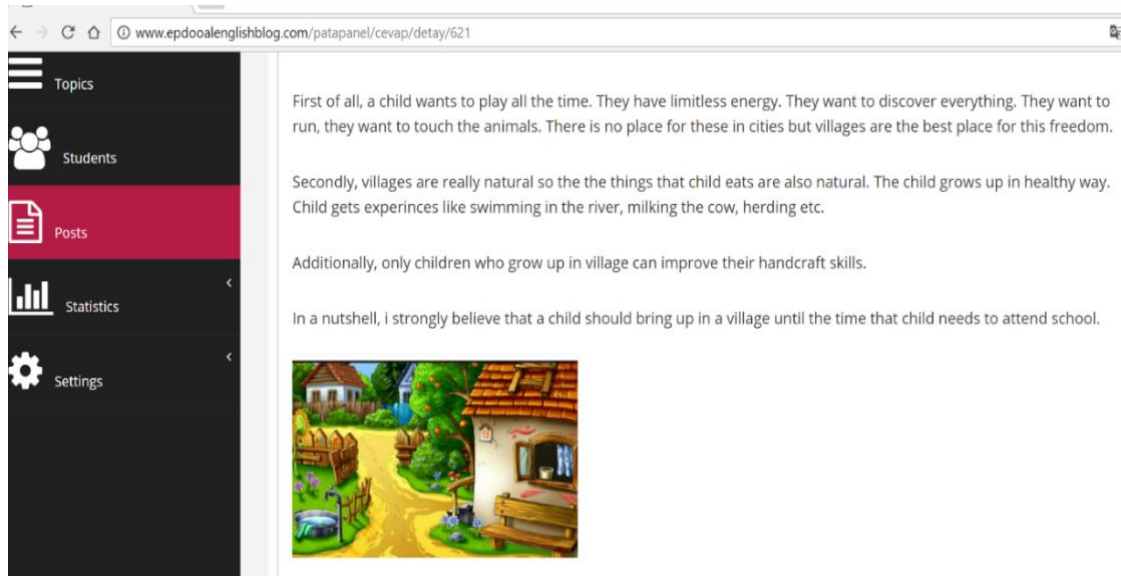 www.epdooalenglishblog.com/patapanel/cevap/detay/621
Topics
Students
Posts
Statistics
Settings
First of all, a child wants to play all the time. They have limitless energy. They want to discover everything. They want to
run, they want to touch the animals. There is no place for these in cities but villages are the best place for this freedom.
Secondly, villages are really natural so the the things that child eats are also natural. The child grows up in healthy way.
Child gets experinces like swimming in the river, milking the cow, herding etc.
Additionally, only children who grow up in village can improve their handcraft skills.
In a nutshell, i strongly believe that a child should bring up in a village until the time that child needs to attend school.